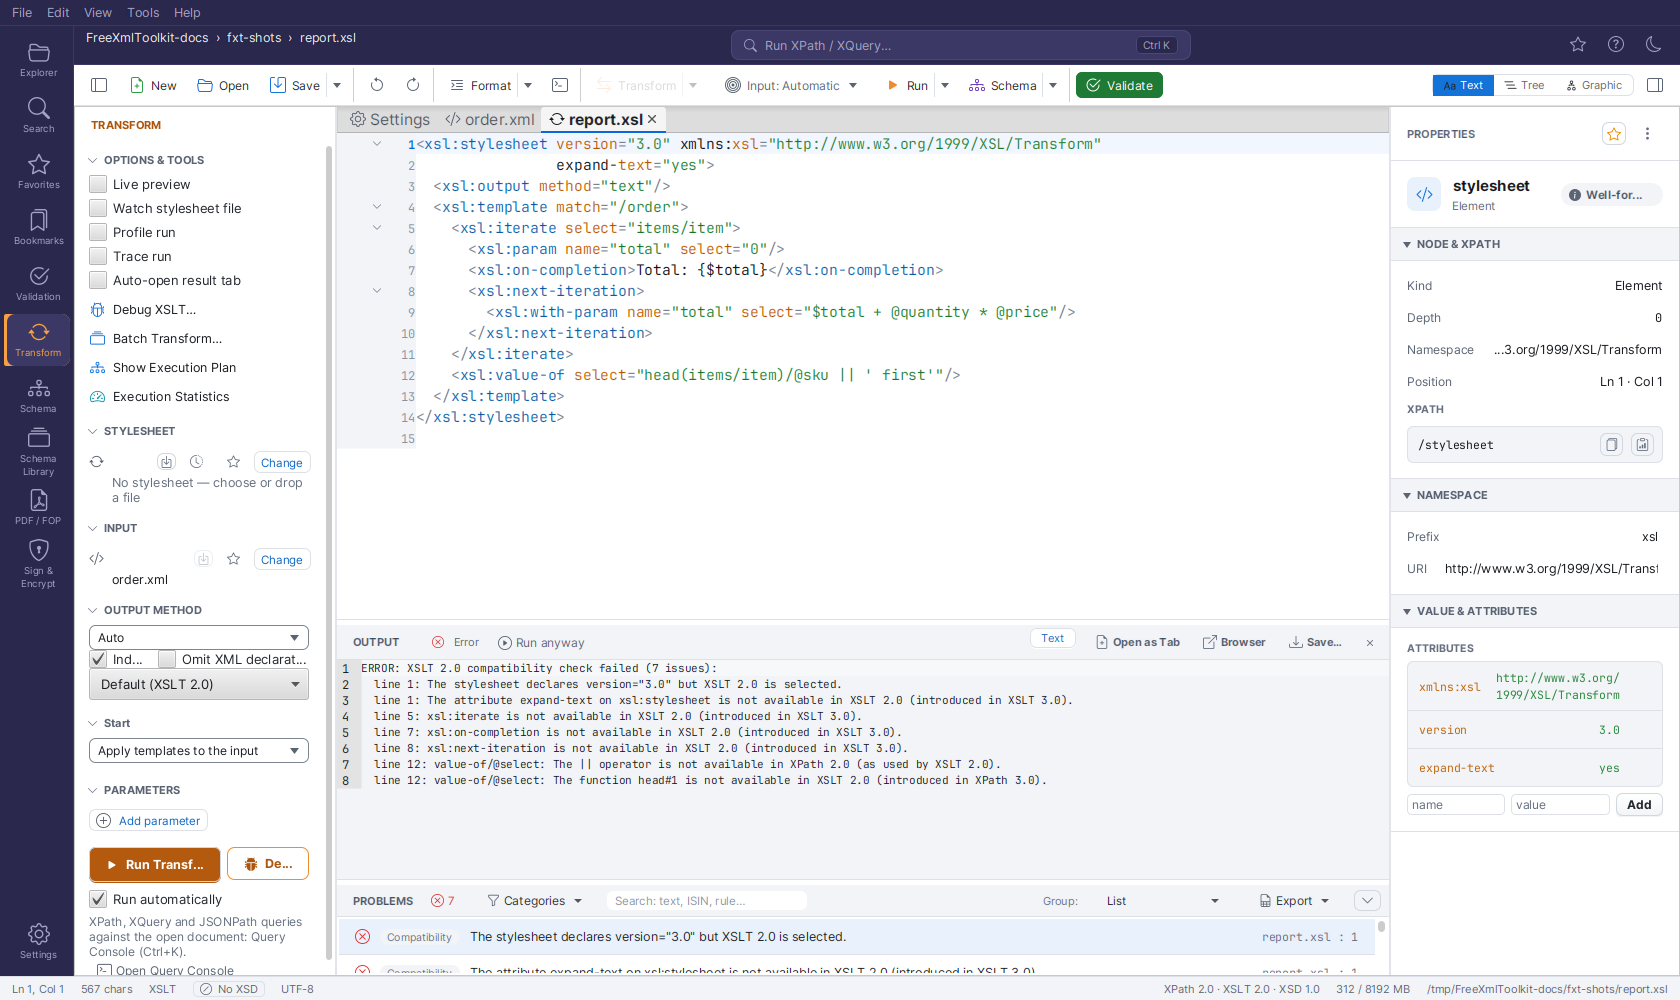 File Edit View Tools Help
FreeXmlToolkit-docs › fxt-shots › report.xsl
Run XPath / XQuery... Ctrl K
New Open Save Format Transform Input: Automatic Run Schema Validate
Aa Text Tree Graphic
Explorer
Search
Favorites
Bookmarks
Validation
Transform
Schema
Schema
Library
PDF / FOP
Sign &
Encrypt
Settings
TRANSFORM
OPTIONS & TOOLS
Live preview
Watch stylesheet file
Profile run
Trace run
Auto-open result tab
Debug XSLT...
Batch Transform...
Show Execution Plan
Execution Statistics
STYLESHEET
Change
No stylesheet — choose or drop
a file
INPUT
Change
order.xml
OUTPUT METHOD
Auto
Ind... Omit XML declarat...
Default (XSLT 2.0)
Start
Apply templates to the input
PARAMETERS
Add parameter
Run Transf... De...
Run automatically
XPath, XQuery and JSONPath queries
against the open document: Query
Console (Ctrl+K).
Open Query Console
Settings order.xml report.xsl
1 <xsl:stylesheet version="3.0" xmlns:xsl="http://www.w3.org/1999/XSL/Transform"
2 expand-text="yes">
3 <xsl:output method="text"/>
4 <xsl:template match="/order">
5 <xsl:iterate select="items/item">
6 <xsl:param name="total" select="0"/>
7 <xsl:on-completion>Total: {$total}</xsl:on-completion>
8 <xsl:next-iteration>
9 <xsl:with-param name="total" select="$total + @quantity * @price"/>
10 </xsl:next-iteration>
11 </xsl:iterate>
12 <xsl:value-of select="head(items/item)/@sku || ' first'"/>
13 </xsl:template>
14 </xsl:stylesheet>
15
OUTPUT Error Run anyway Text Open as Tab Browser Save...
1 ERROR: XSLT 2.0 compatibility check failed (7 issues):
2 line 1: The stylesheet declares version="3.0" but XSLT 2.0 is selected.
3 line 1: The attribute expand-text on xsl:stylesheet is not available in XSLT 2.0 (introduced in XSLT 3.0).
4 line 5: xsl:iterate is not available in XSLT 2.0 (introduced in XSLT 3.0).
5 line 7: xsl:on-completion is not available in XSLT 2.0 (introduced in XSLT 3.0).
6 line 8: xsl:next-iteration is not available in XSLT 2.0 (introduced in XSLT 3.0).
7 line 12: value-of/@select: The || operator is not available in XPath 2.0 (as used by XSLT 2.0).
8 line 12: value-of/@select: The function head#1 is not available in XSLT 2.0 (introduced in XPath 3.0).
PROBLEMS 7 Categories Search: text, ISIN, rule... Group: List Export
Compatibility The stylesheet declares version="3.0" but XSLT 2.0 is selected. report.xsl : 1
Compatibility The attribute expand-text on xsl:stylesheet is not available in XSLT 2.0 (introduced in XSLT 3.0). report.xsl : 1
PROPERTIES
stylesheet
Element
Well-for...
NODE & XPATH
Kind Element
Depth 0
Namespace ...3.org/1999/XSL/Transform
Position Ln 1 · Col 1
XPATH
/stylesheet
NAMESPACE
Prefix xsl
URI http://www.w3.org/1999/XSL/Transf
VALUE & ATTRIBUTES
ATTRIBUTES
xmlns:xsl http://www.w3.org/
1999/XSL/Transform
version 3.0
expand-text yes
name value Add
Ln 1, Col 1 567 chars XSLT No XSD UTF-8
XPath 2.0 · XSLT 2.0 · XSD 1.0 312 / 8192 MB /tmp/FreeXmlToolkit-docs/fxt-shots/report.xsl